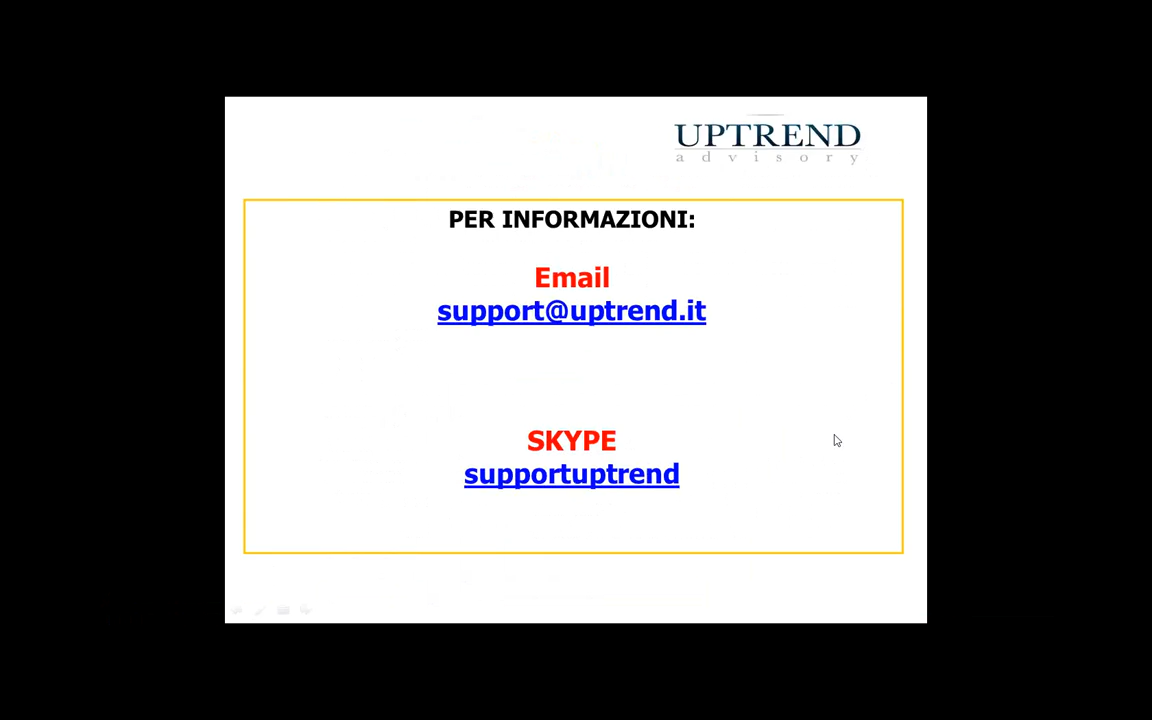 UPTREND
advisory
PER INFORMAZIONI:
Email
support@uptrend.it
SKYPE
supportuptrend